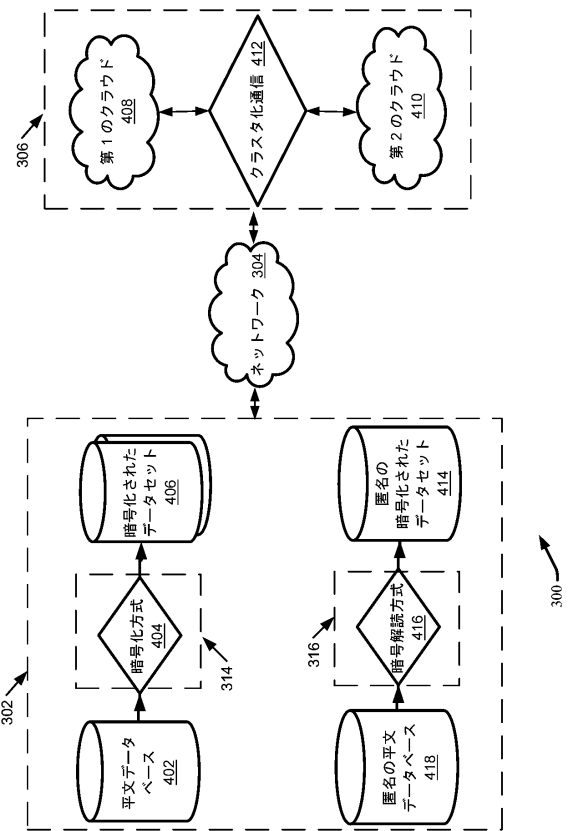 302
平文データ
ベース
402
暗号化方式
404
314
暗号化された
データセット
406
匿名の平文
データベース
418
暗号解読方式
416
316
匿名の
暗号化された
データセット
414
ネットワーク 304
306
第1のクラウド
408
クラスタ化通信
412
第2のクラウド
410
300